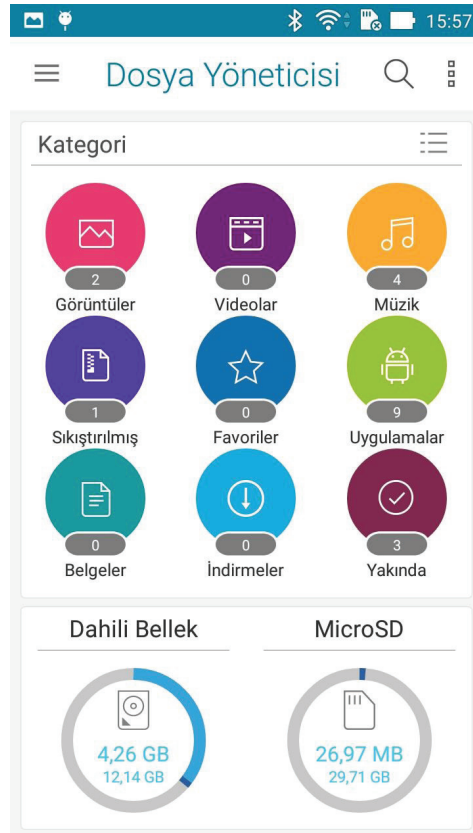 15:57
Dosya Yöneticisi
Kategori
2 0 4
Görüntüler Videolar Müzik
1 0 9
Sıkıştırılmış Favoriler Uygulamalar
0 0 3
Belgeler İndirmeler Yakında
Dahili Bellek MicroSD
4,26 GB 26,97 MB
12,14 GB 29,71 GB